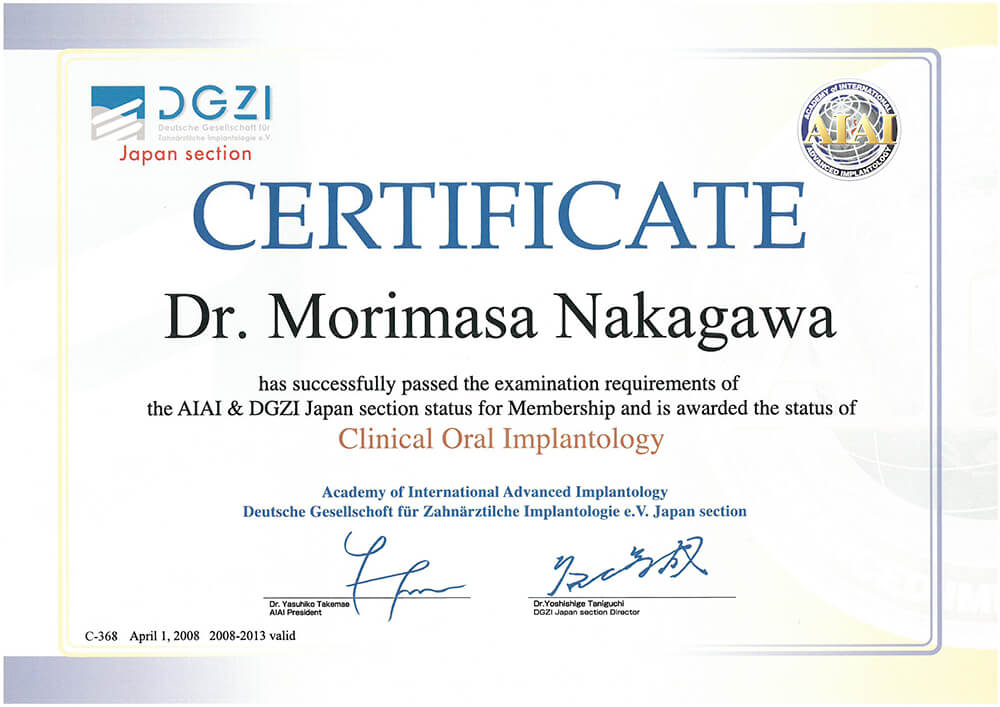 DGZI
Deutsche Gesellschaft für
Zahnärztliche Implantologie e.V.
Japan section
ACADEMY of INTERNATIONAL
AIAI
ADVANCED IMPLANTOLOGY
CERTIFICATE
Dr. Morimasa Nakagawa
has successfully passed the examination requirements of
the AIAI & DGZI Japan section status for Membership and is awarded the status of
Clinical Oral Implantology
Academy of International Advanced Implantology
Deutsche Gesellschoft für Zahnärztilche Implantologie e.V. Japan section
Dr. Yasuhiko Takemae
AIAI President
Dr.Yoshishige Taniguchi
DGZI Japan section Director
C-368 April 1, 2008 2008-2013 valid